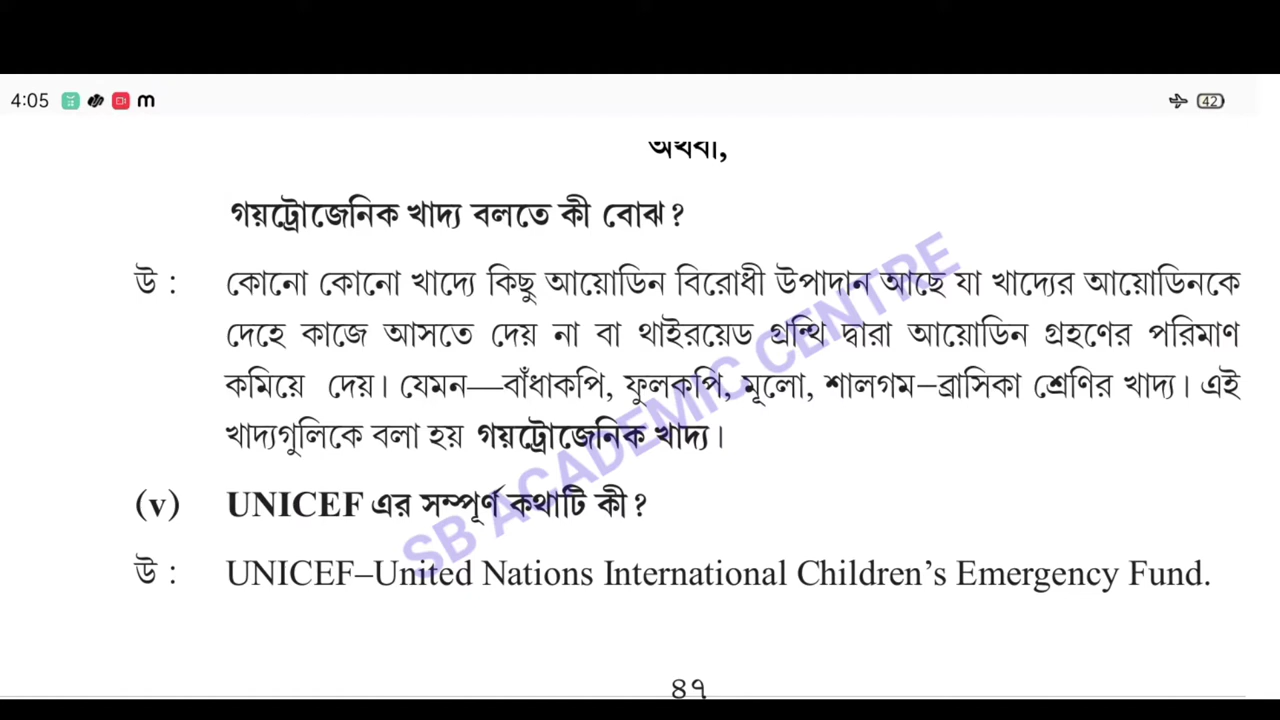 4:05 m 42
অথবা,
গয়ট্রোজেনিক খাদ্য বলতে কী বোঝ?
উ : কোনো কোনো খাদ্যে কিছু আয়োডিন বিরোধী উপাদান আছে যা খাদ্যের আয়োডিনকে
দেহে কাজে আসতে দেয় না বা থাইরয়েড গ্রন্থি দ্বারা আয়োডিন গ্রহণের পরিমাণ
কমিয়ে দেয়। যেমন—বাঁধাকপি, ফুলকপি, মূলো, শালগম–ব্রাসিকা শ্রেণির খাদ্য। এই
খাদ্যগুলিকে বলা হয় গয়ট্রোজেনিক খাদ্য।
(v) UNICEF এর সম্পূর্ণ কথাটি কী?
উ : UNICEF–United Nations International Children’s Emergency Fund.
SB ACADEMIC CENTRE
৪৭